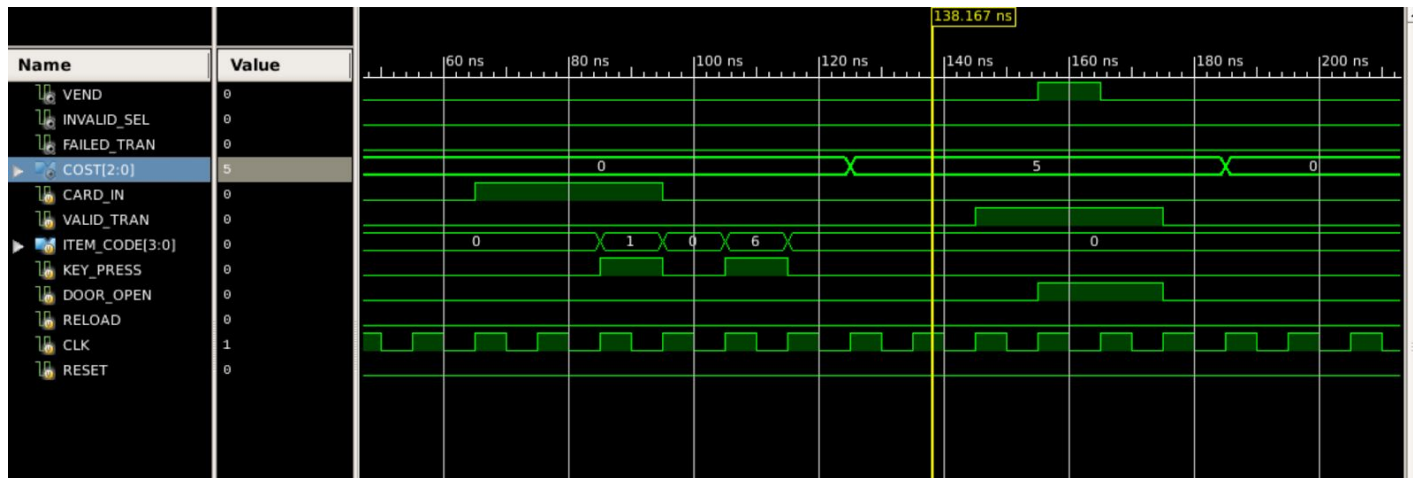 138.167 ns
Name Value
60 ns 80 ns 100 ns 120 ns 140 ns 160 ns 180 ns 200 ns
VEND 0
INVALID_SEL 0
FAILED_TRAN 0
COST[2:0] 5 0 5 0
CARD_IN 0
VALID_TRAN 0
ITEM_CODE[3:0] 0 0 1 0 6 0
KEY_PRESS 0
DOOR_OPEN 0
RELOAD 0
CLK 1
RESET 0